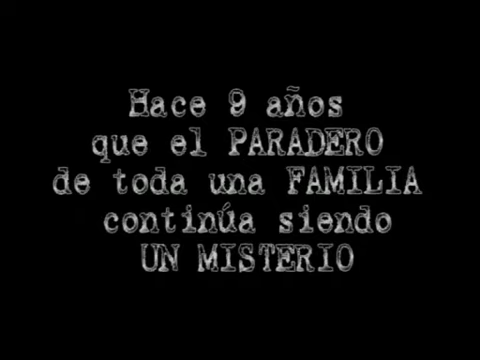 Hace 9 años
que el PARADERO
de toda una FAMILIA
continúa siendo
UN MISTERIO